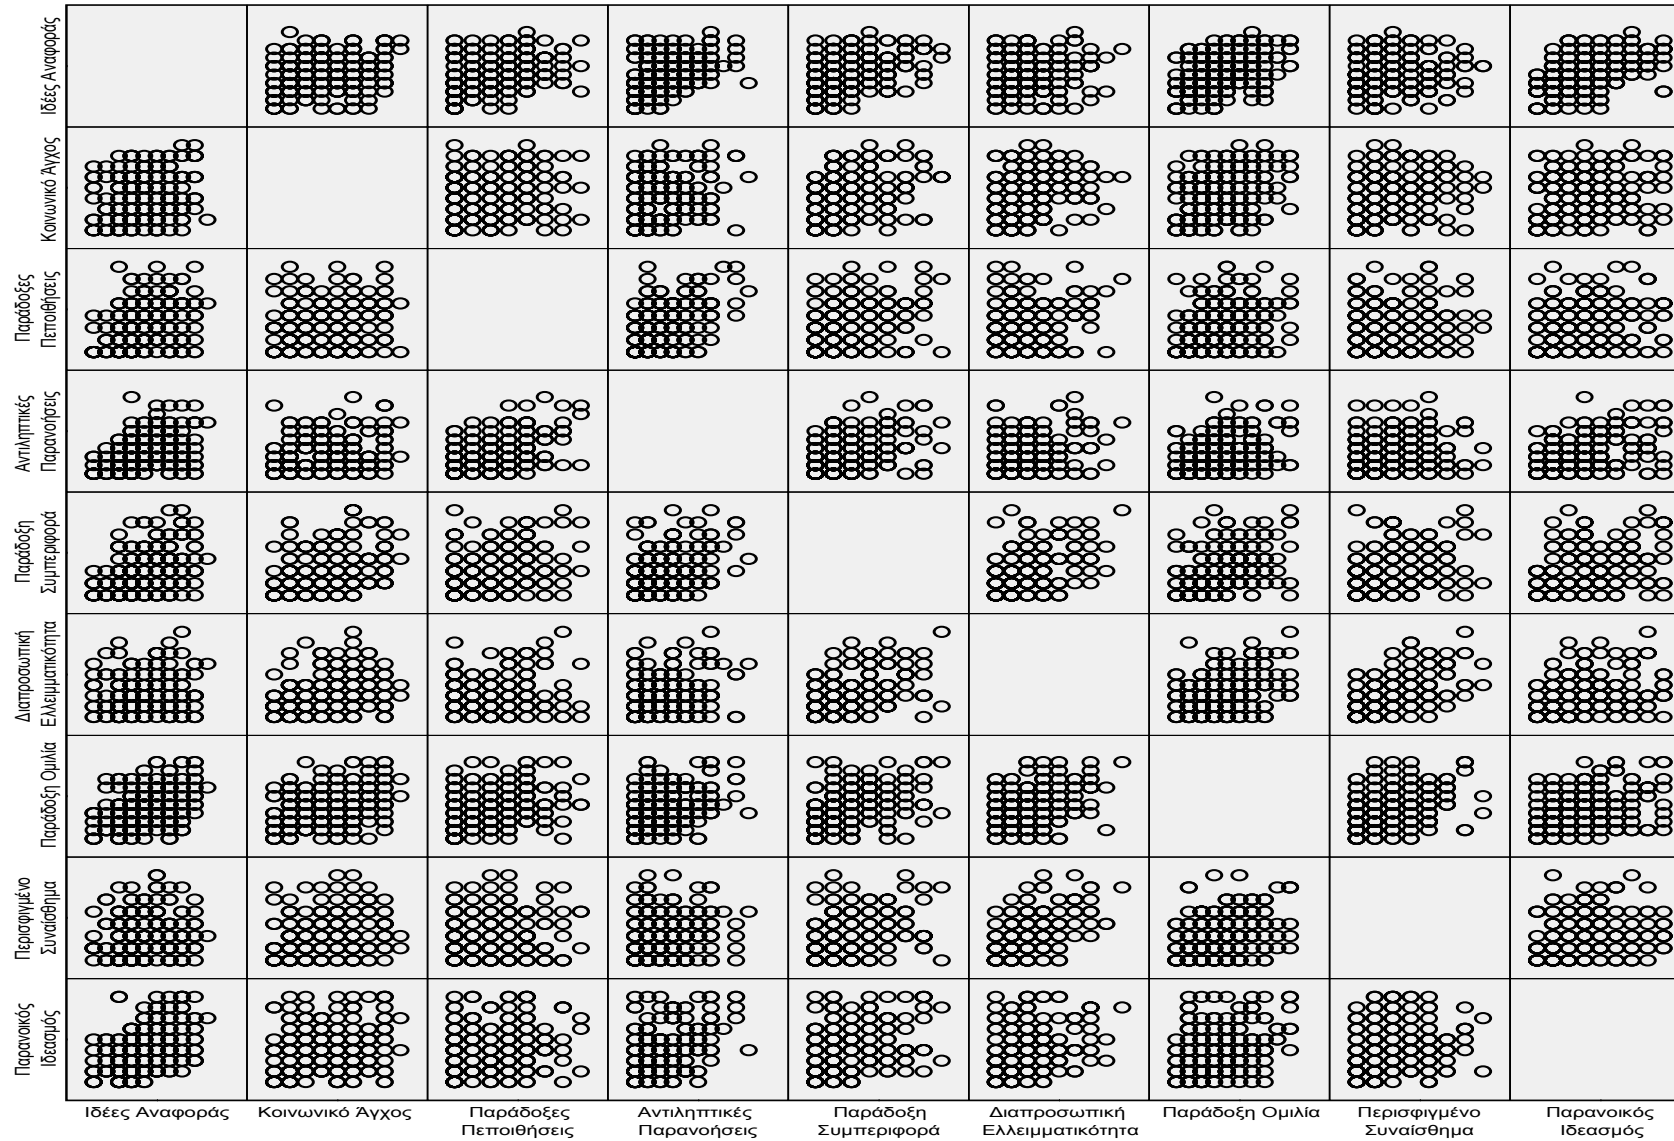 Ιδέες Αναφοράς
Κοινωνικό Άγχος
Παράδοξες
Πεποιθήσεις
Αντιληπτικές
Παρανοήσεις
Παράδοξη
Συμπεριφορά
Διαπροσωπική
Ελλειμματικότητα
Παράδοξη Ομιλία
Περισφιγμένο
Συναίσθημα
Παρανοικός
Ιδεασμός
Ιδέες Αναφοράς
Κοινωνικό Άγχος
Παράδοξες
Πεποιθήσεις
Αντιληπτικές
Παρανοήσεις
Παράδοξη
Συμπεριφορά
Διαπροσωπική
Ελλειμματικότητα
Παράδοξη Ομιλία
Περισφιγμένο
Συναίσθημα
Παρανοικός
Ιδεασμός